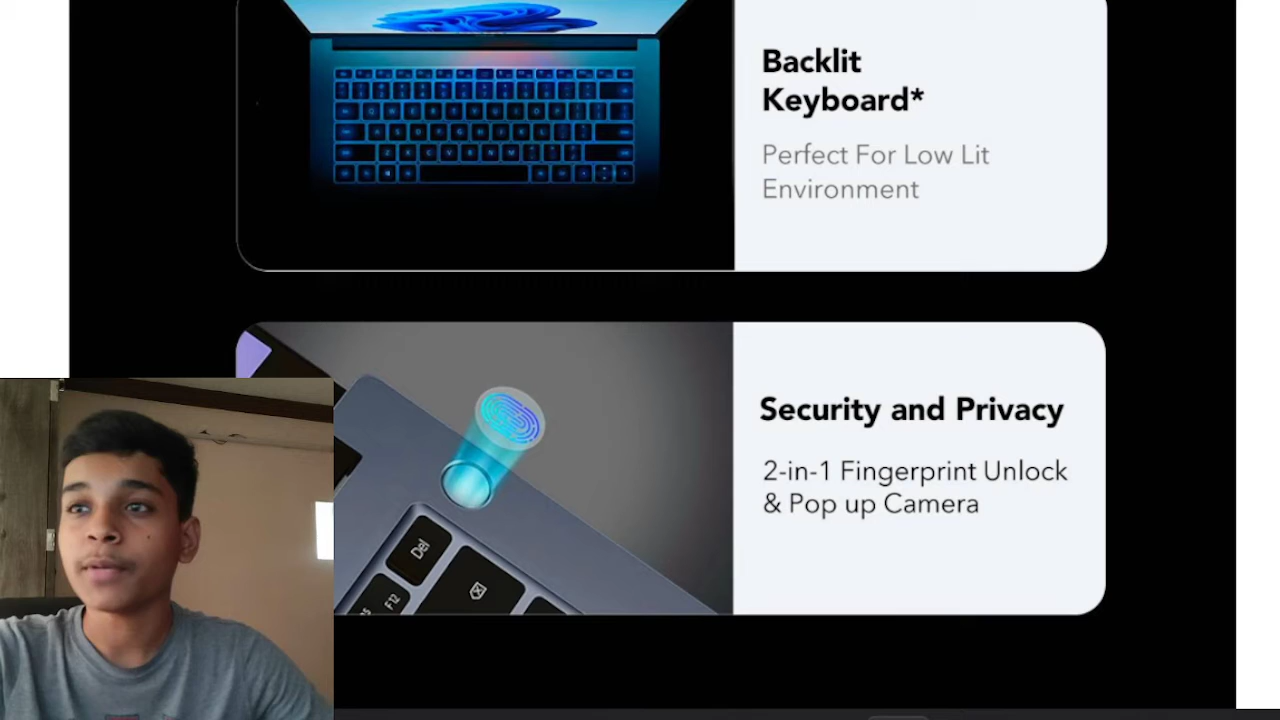 Backlit
Keyboard*
Perfect For Low Lit
Environment
Security and Privacy
2-in-1 Fingerprint Unlock
& Pop up Camera
Del
F12